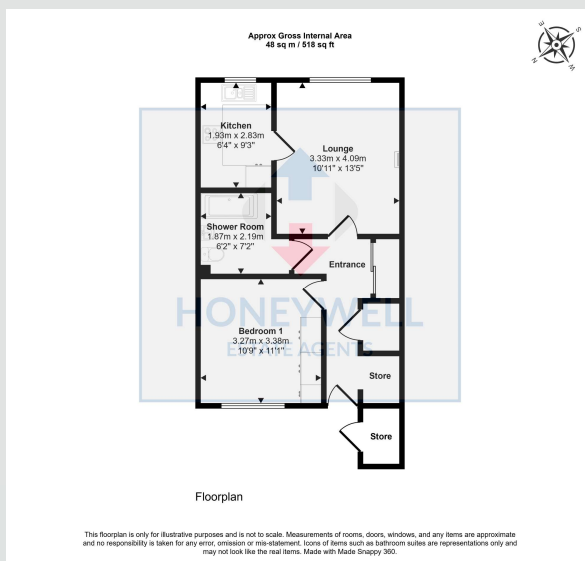 Approx Gross Internal Area
48 sq m / 518 sq ft
E
S
N
W
Kitchen
1.93m x 2.83m
6'4" x 9'3"
Lounge
3.33m x 4.09m
10'11" x 13'5"
Shower Room
1.87m x 2.19m
6'2" x 7'2"
Entrance
HONEYWELL
ESTATE AGENTS
Bedroom 1
3.27m x 3.38m
10'9" x 11'1"
Store
Store
Floorplan
This floorplan is only for illustrative purposes and is not to scale. Measurements of rooms, doors, windows, and any items are approximate
and no responsibility is taken for any error, omission or mis-statement. Icons of items such as bathroom suites are representations only and
may not look like the real items. Made with Made Snappy 360.